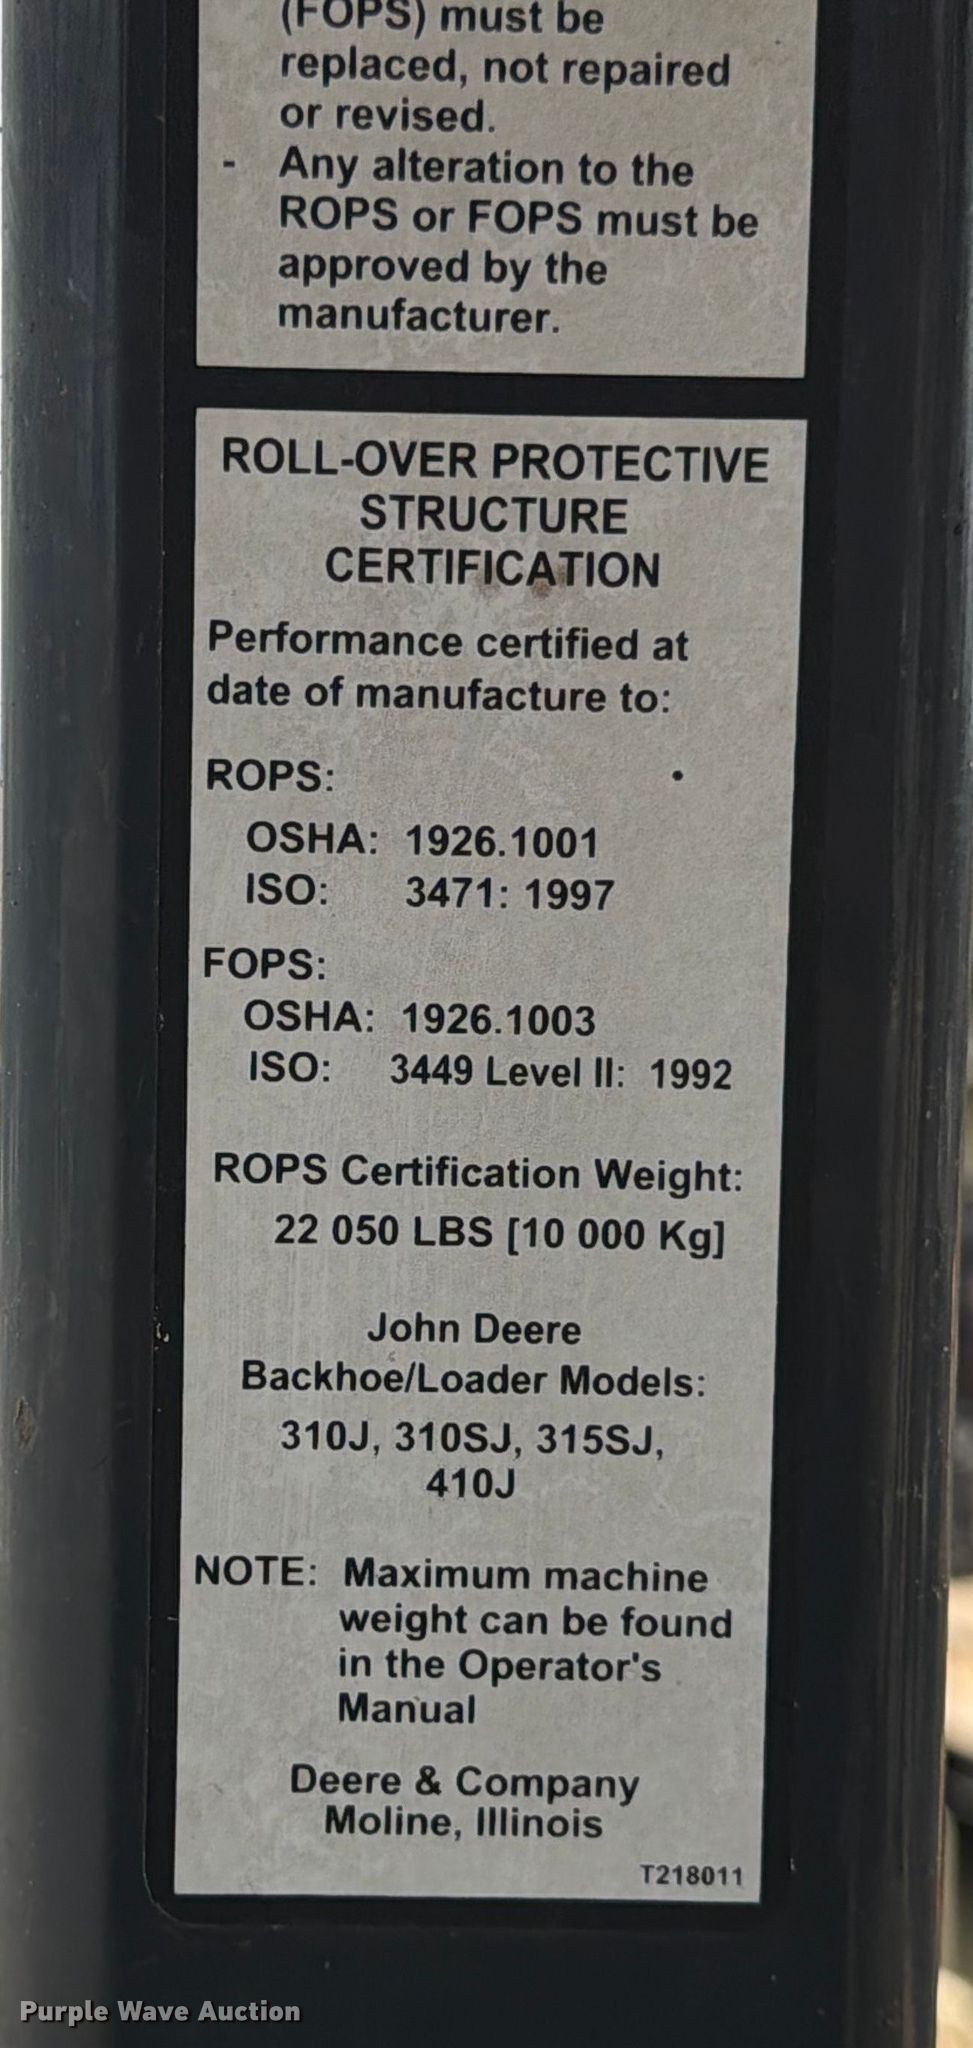 (FOPS) must be
replaced, not repaired
or revised.
- Any alteration to the
ROPS or FOPS must be
approved by the
manufacturer.
ROLL-OVER PROTECTIVE
STRUCTURE
CERTIFICATION
Performance certified at
date of manufacture to:
ROPS:
OSHA: 1926.1001
ISO: 3471: 1997
FOPS:
OSHA: 1926.1003
ISO: 3449 Level II: 1992
ROPS Certification Weight:
22 050 LBS [10 000 Kg]
John Deere
Backhoe/Loader Models:
310J, 310SJ, 315SJ,
410J
NOTE: Maximum machine
weight can be found
in the Operator's
Manual
Deere & Company
Moline, Illinois
T218011
Purple Wave Auction